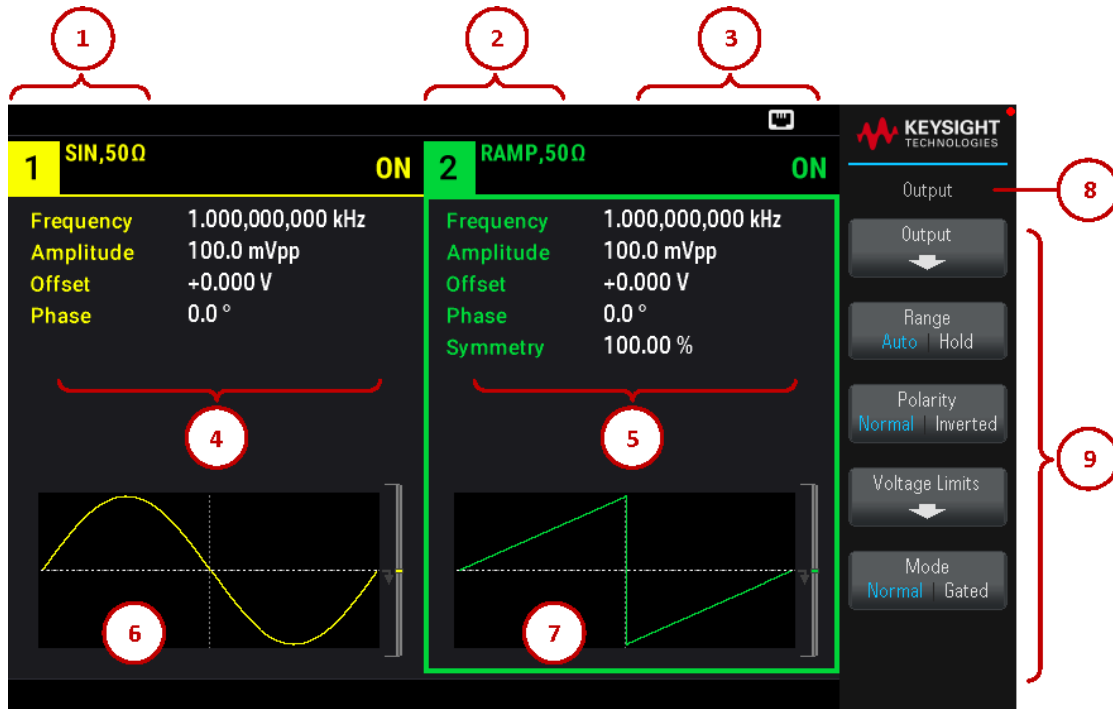 1
2
3
KEYSIGHT
TECHNOLOGIES
1 SIN,50Ω ON
2 RAMP,50Ω ON
Output
8
Frequency 1.000,000,000 kHz
Amplitude 100.0 mVpp
Offset +0.000 V
Phase 0.0 °
Frequency 1.000,000,000 kHz
Amplitude 100.0 mVpp
Offset +0.000 V
Phase 0.0 °
Symmetry 100.00 %
4
5
6
7
Output
Range
Auto | Hold
Polarity
Normal | Inverted
Voltage Limits
Mode
Normal | Gated
9